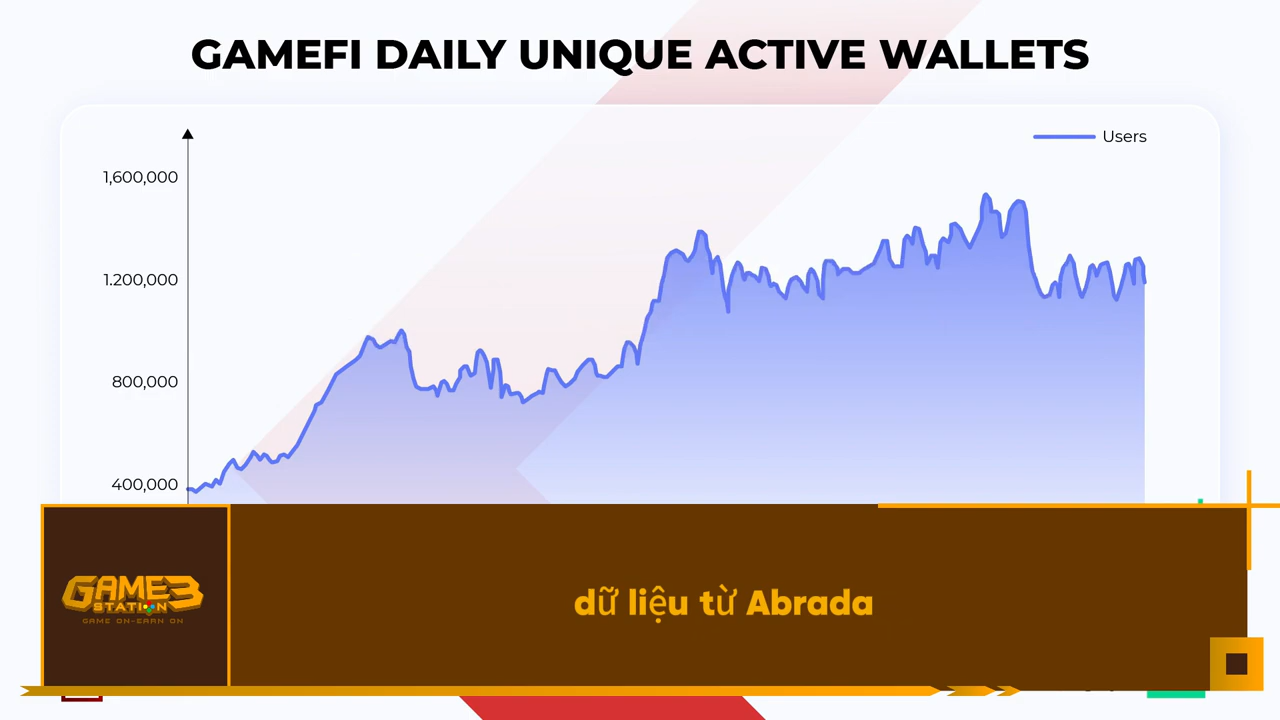 GAMEFI DAILY UNIQUE ACTIVE WALLETS
Users
1,600,000
1,200,000
800,000
400,000
GAME3
STATION
GAME ON-EARN ON
dữ liệu từ Abrada